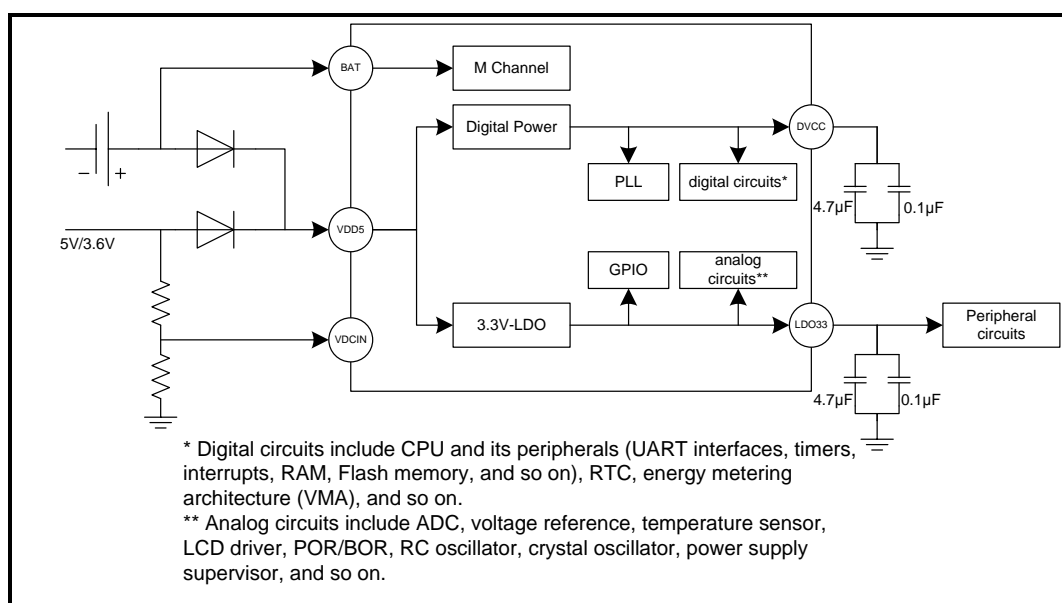 BAT
M Channel
Digital Power
DVCC
− +
PLL
digital circuits*
4.7µF
0.1µF
5V/3.6V
VDD5
GPIO
analog
circuits**
VDCIN
3.3V-LDO
LDO33
Peripheral
circuits
4.7µF
0.1µF
* Digital circuits include CPU and its peripherals (UART interfaces, timers,
interrupts, RAM, Flash memory, and so on), RTC, energy metering
architecture (VMA), and so on.
** Analog circuits include ADC, voltage reference, temperature sensor,
LCD driver, POR/BOR, RC oscillator, crystal oscillator, power supply
supervisor, and so on.